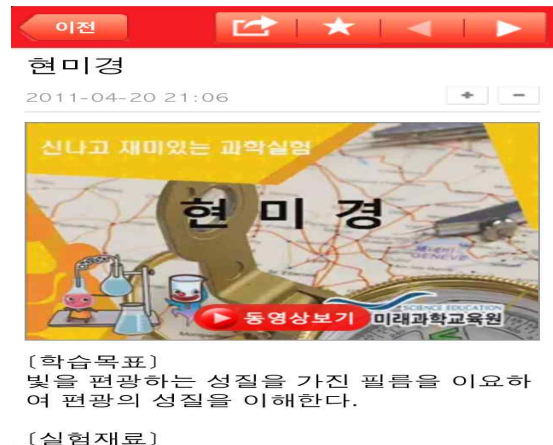 이전
현미경
2011-04-20 21:06
+ -
신나고 재미있는 과학실험
현미경
동영상보기
SCIENCE EDUCATION
미래과학교육원
GENEVE
[학습목표]
빛을 편광하는 성질을 가진 필름을 이요하
여 편광의 성질을 이해한다.
[실험재료]